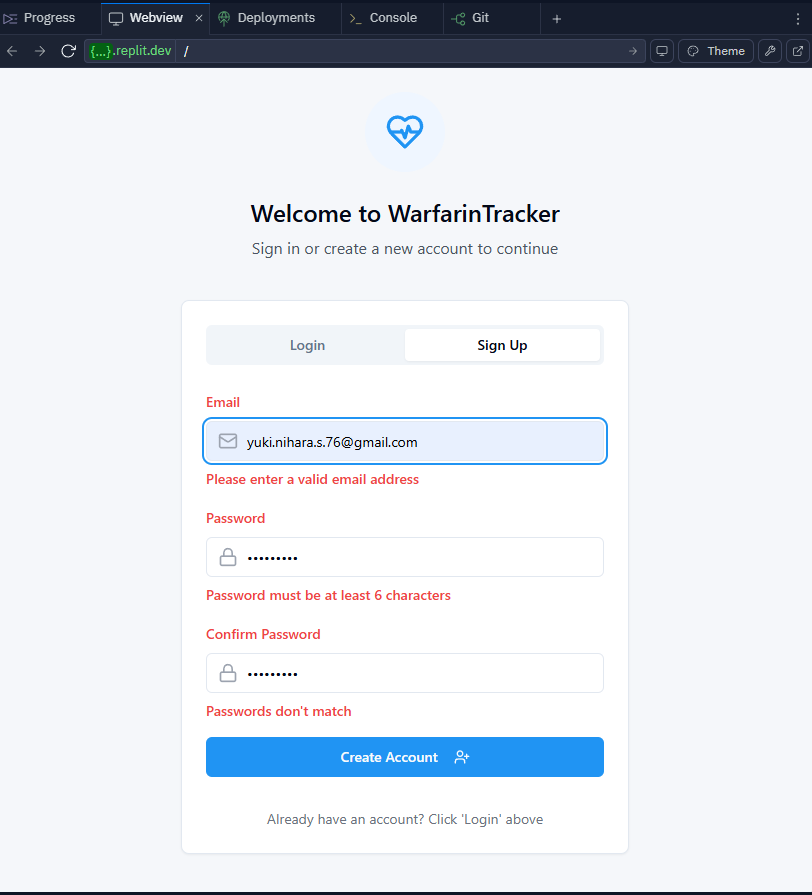 Progress
Webview
Deployments
Console
Git
{...}.replit.dev
/
Theme
Welcome to WarfarinTracker
Sign in or create a new account to continue
Login
Sign Up
Email
yuki.nihara.s.76@gmail.com
Please enter a valid email address
Password
•••••••••
Password must be at least 6 characters
Confirm Password
•••••••••
Passwords don't match
Create Account
Already have an account? Click 'Login' above